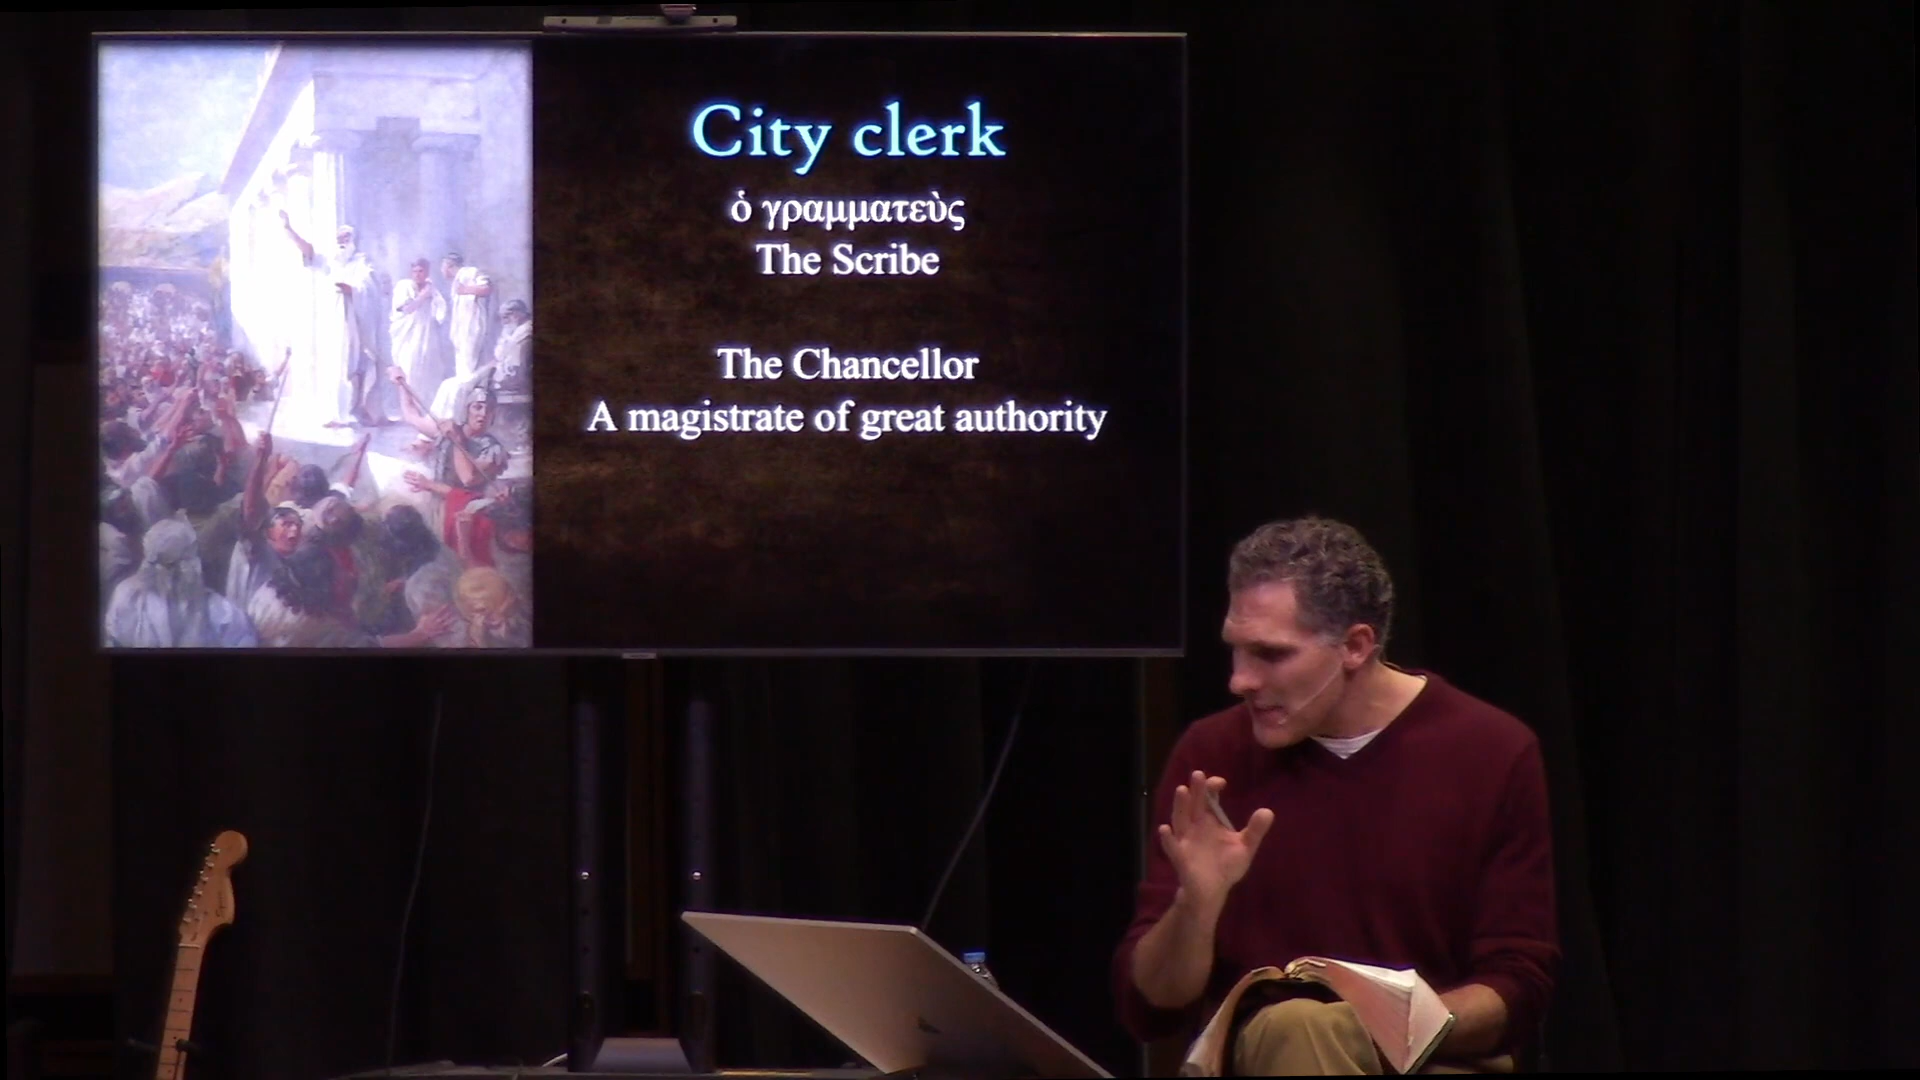 City clerk
ὁ γραμματεὺς
The Scribe
The Chancellor
A magistrate of great authority